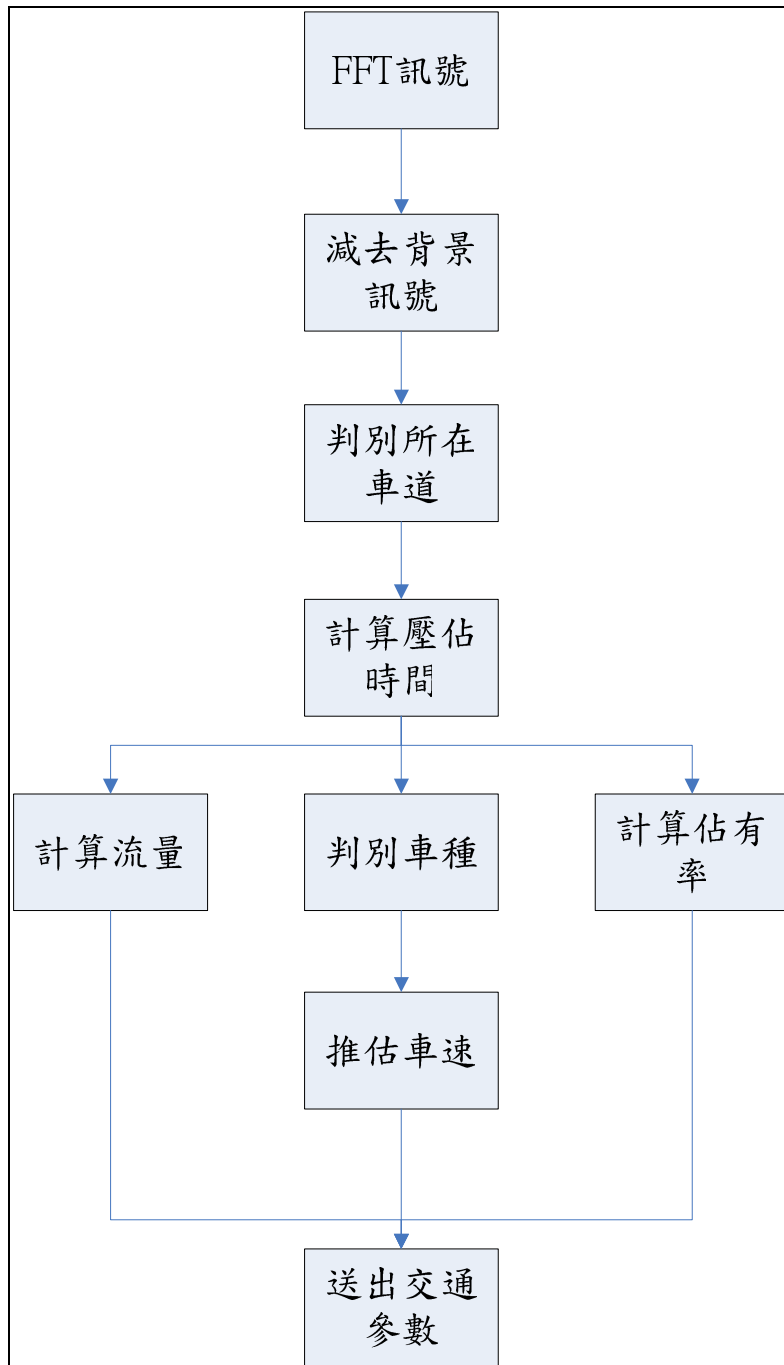 FFT訊號
減去背景
訊號
判別所在
車道
計算壓佔
時間
計算流量
判別車種
計算佔有
率
推估車速
送出交通
參數